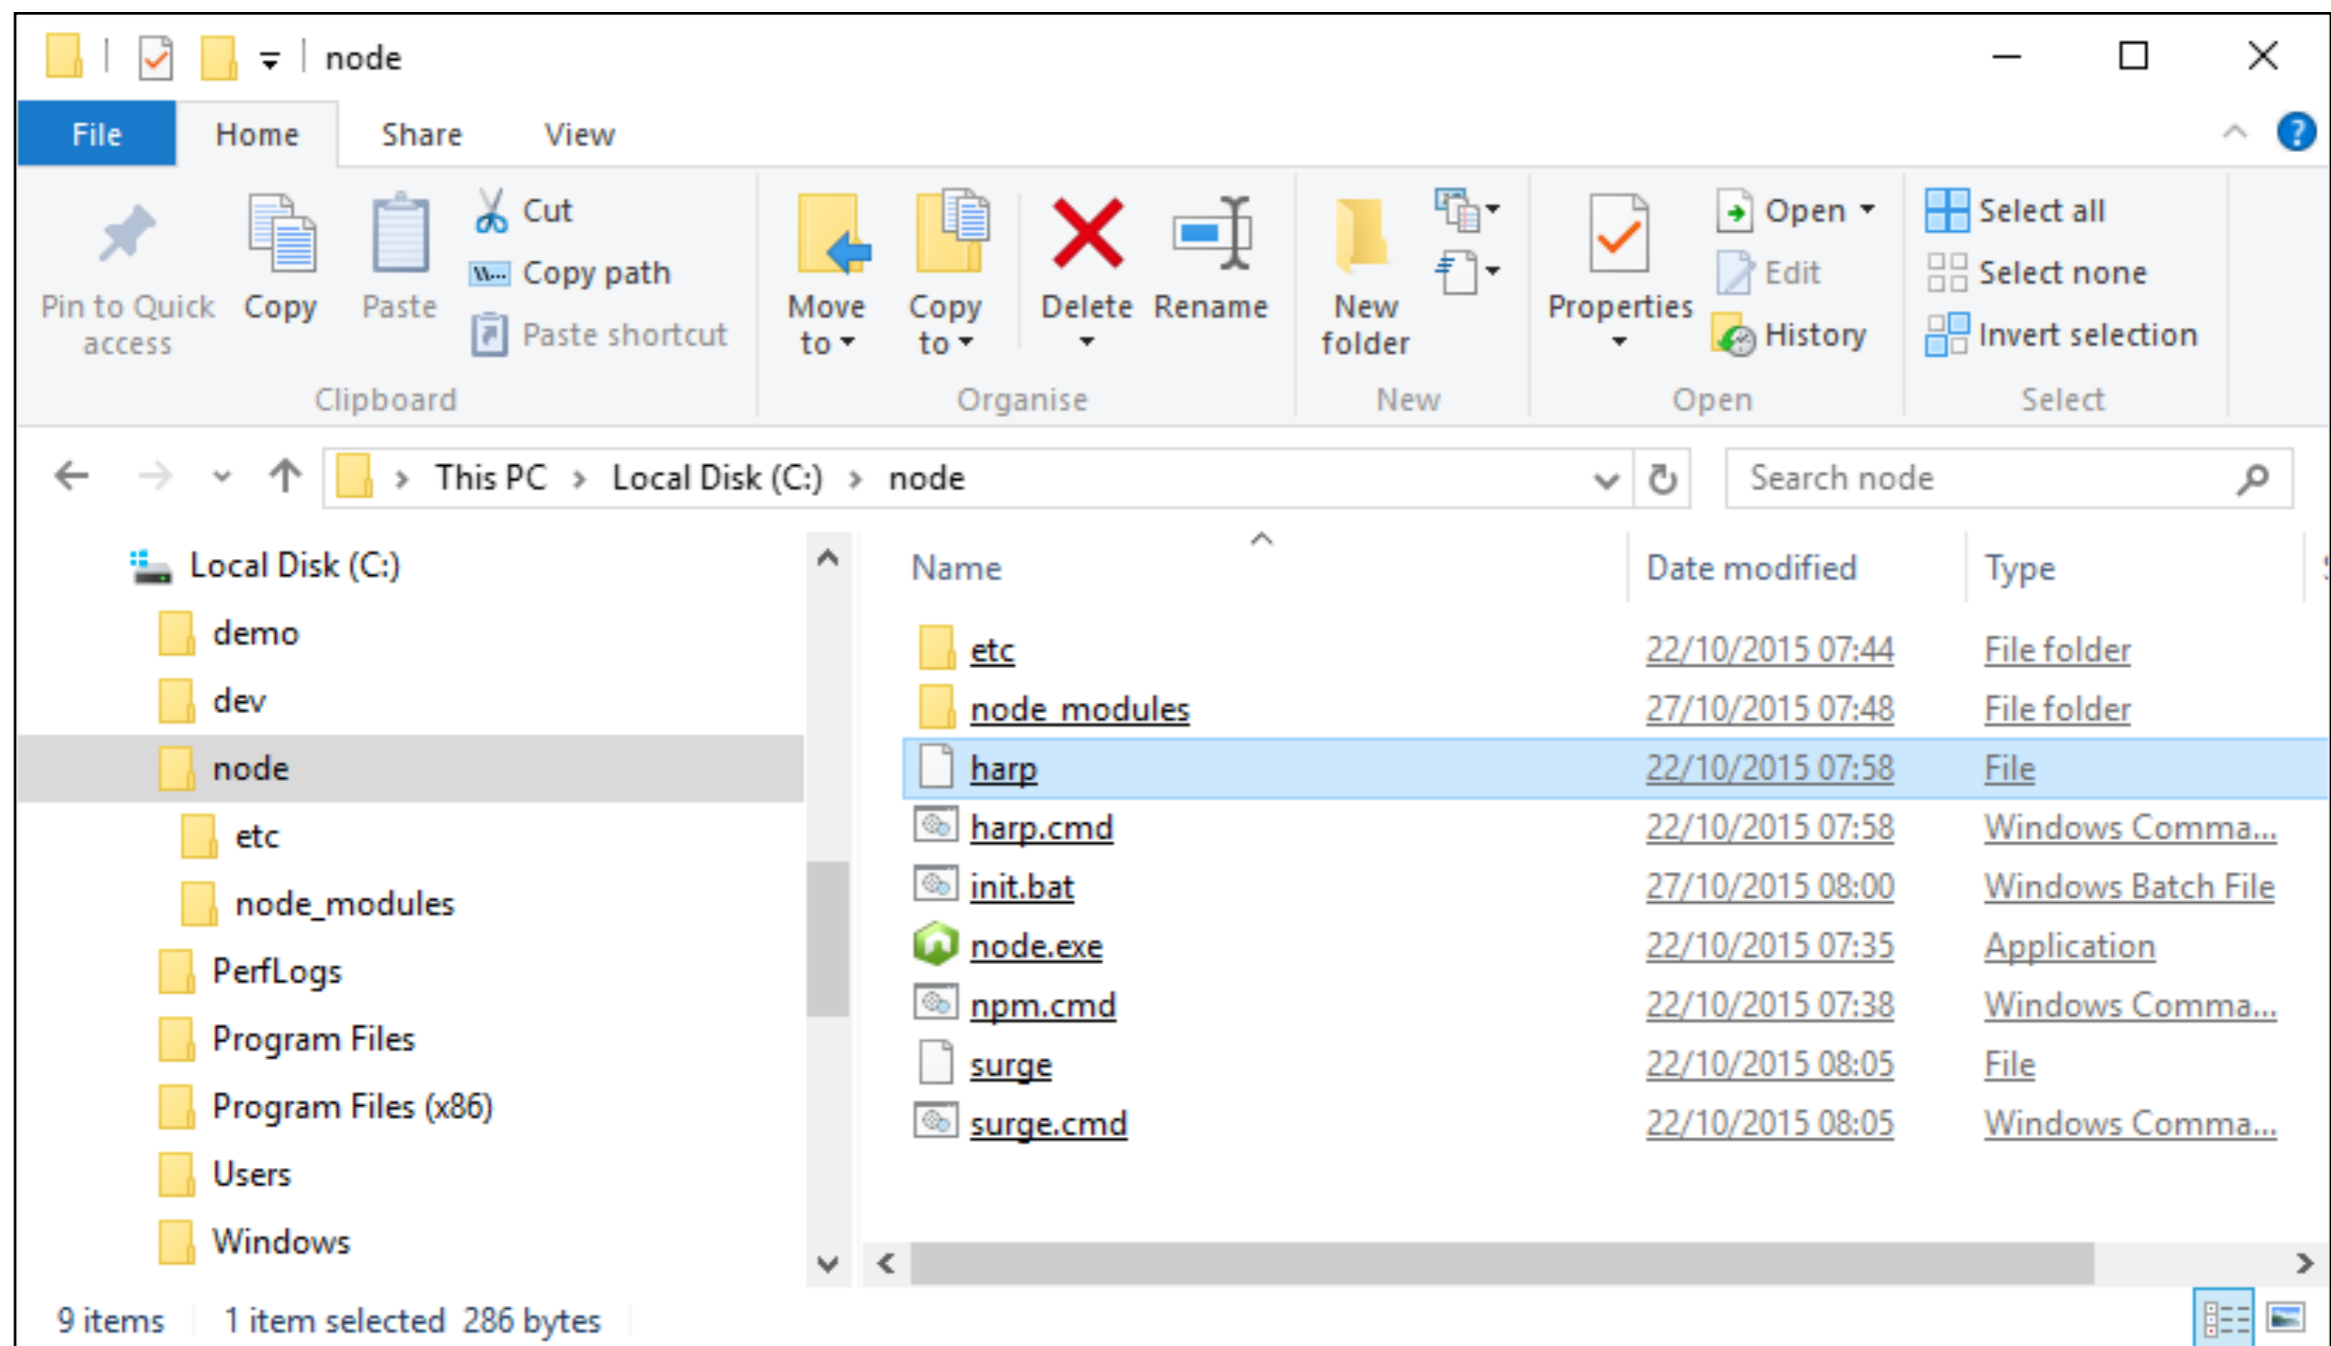 node
File Home Share View
Pin to Quick access
Copy
Paste
Cut
Copy path
Paste shortcut
Clipboard
Move to
Copy to
Delete
Rename
Organise
New folder
New
Properties
Open
Edit
History
Open
Select all
Select none
Invert selection
Select
This PC > Local Disk (C:) > node
Search node
Local Disk (C:)
demo
dev
node
etc
node_modules
PerfLogs
Program Files
Program Files (x86)
Users
Windows
Name Date modified Type
etc 22/10/2015 07:44 File folder
node_modules 27/10/2015 07:48 File folder
harp 22/10/2015 07:58 File
harp.cmd 22/10/2015 07:58 Windows Comma...
init.bat 27/10/2015 08:00 Windows Batch File
node.exe 22/10/2015 07:35 Application
npm.cmd 22/10/2015 07:38 Windows Comma...
surge 22/10/2015 08:05 File
surge.cmd 22/10/2015 08:05 Windows Comma...
9 items 1 item selected 286 bytes